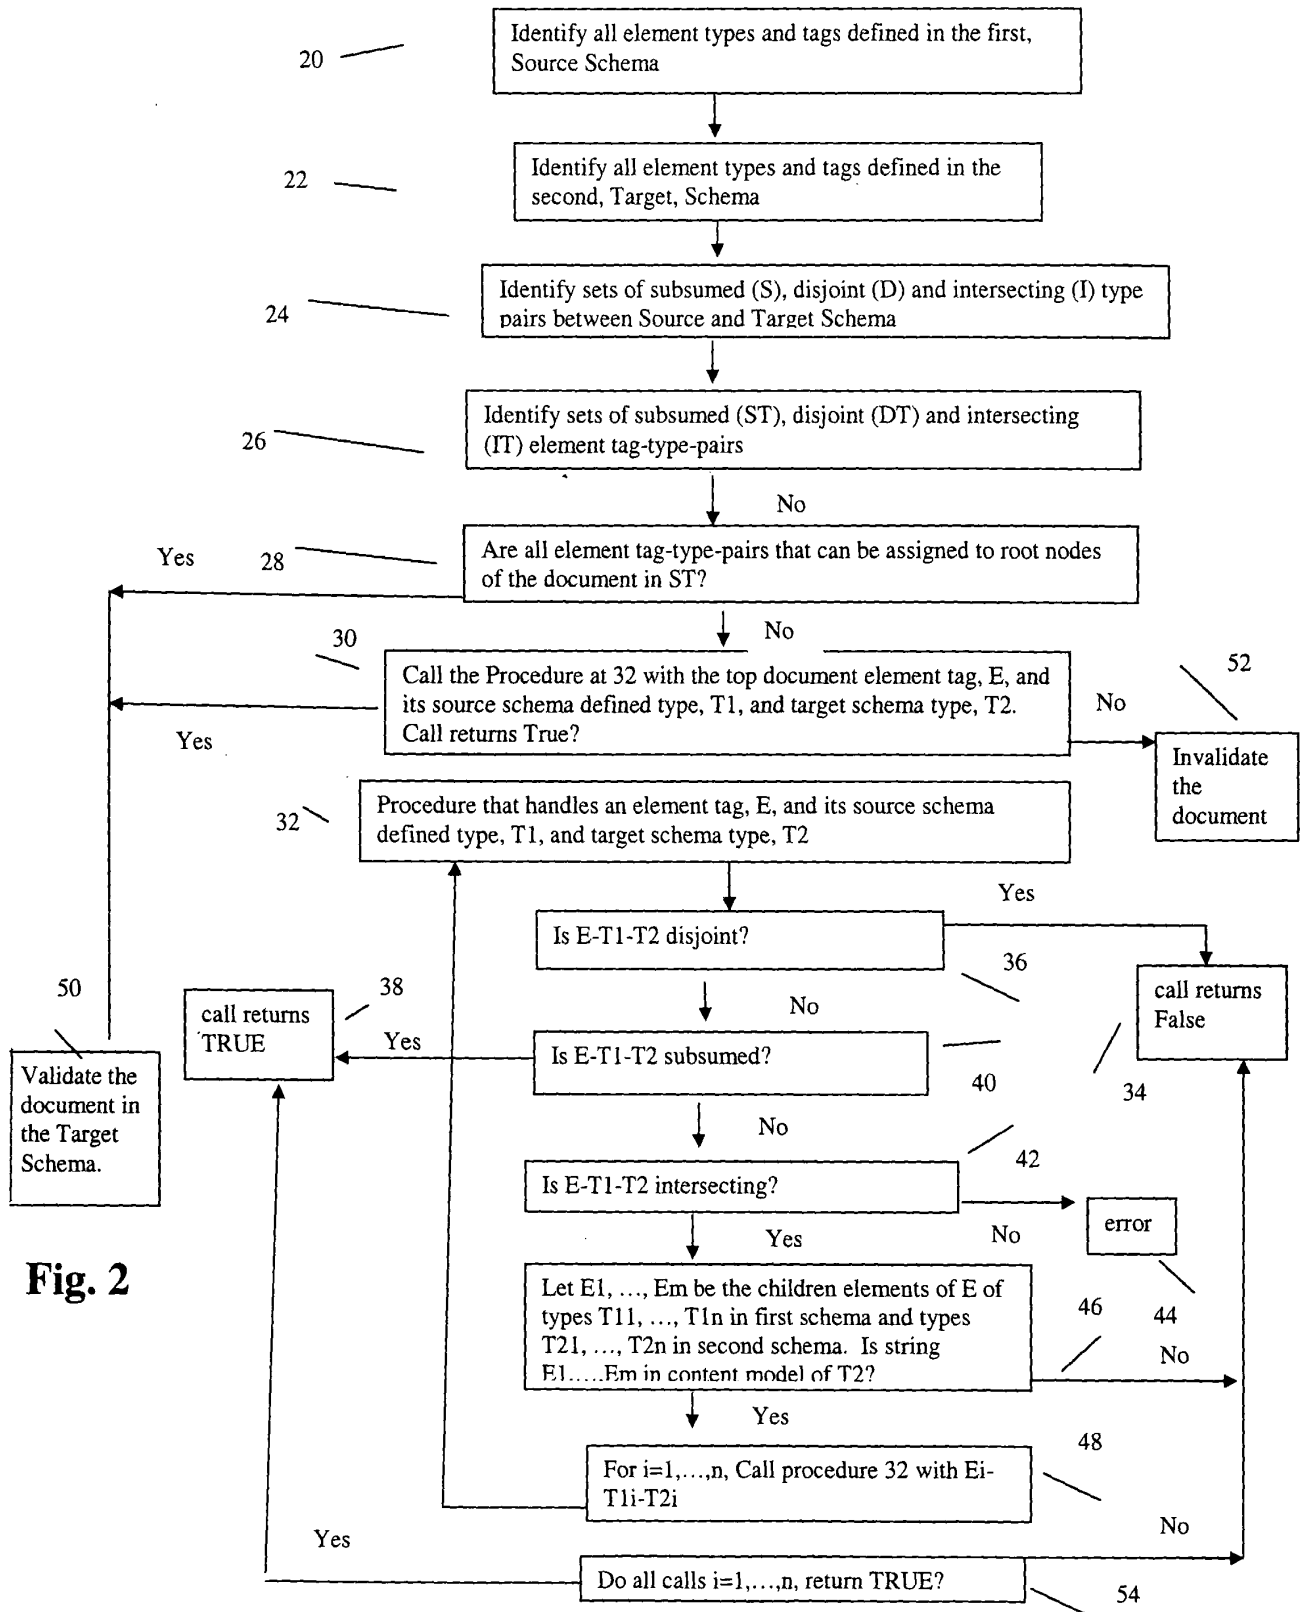 Identify all element types and tags defined in the first,
Source Schema
20
Identify all element types and tags defined in the
second, Target, Schema
22
Identify sets of subsumed (S), disjoint (D) and intersecting (I) type
pairs between Source and Target Schema
24
Identify sets of subsumed (ST), disjoint (DT) and intersecting
(IT) element tag-type-pairs
26
No
Are all element tag-type-pairs that can be assigned to root nodes
of the document in ST?
Yes
28
No
30
Call the Procedure at 32 with the top document element tag, E, and
its source schema defined type, T1, and target schema type, T2.
Call returns True?
Yes
No
52
Invalidate
the
document
Procedure that handles an element tag, E, and its source schema
defined type, T1, and target schema type, T2
32
Yes
Is E-T1-T2 disjoint?
36
No
call returns
False
34
50
38
call returns
TRUE
Yes
Is E-T1-T2 subsumed?
40
Validate the
document in
the Target
Schema.
No
42
Is E-T1-T2 intersecting?
No
error
44
Yes
Fig. 2
Let E1, …, Em be the children elements of E of
types T11, …, T1n in first schema and types
T21, …, T2n in second schema. Is string
E1.….Em in content model of T2?
46
No
Yes
For i=1,…,n, Call procedure 32 with Ei-
T1i-T2i
48
Yes
No
Do all calls i=1,…,n, return TRUE?
54